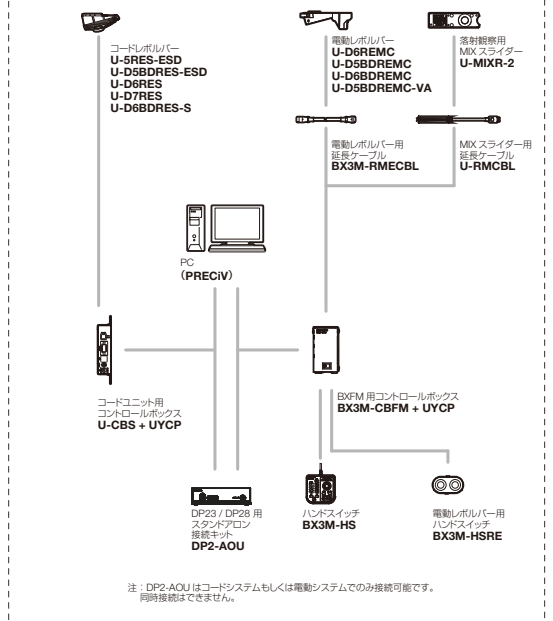 コードレボルバー
U-5RES-ESD
U-D5BDRES-ESD
U-D6RES
U-D7RES
U-D6BDRES-S
電動レボルバー
U-D6REMC
U-D5BDREMC
U-D6BDREMC
U-D5BDREMC-VA
落射観察用
MIX スライダー
U-MIXR-2
電動レボルバー用
延長ケーブル
BX3M-RMECBL
MIX スライダー用
延長ケーブル
U-RMCBL
PC
(PRECiV)
コードユニット用
コントロールボックス
U-CBS + UYCP
BXFM 用コントロールボックス
BX3M-CBFM + UYCP
DP23 / DP28 用
スタンドアロン
接続キット
DP2-AOU
ハンドスイッチ
BX3M-HS
電動レボルバー用
ハンドスイッチ
BX3M-HSRE
注：DP2-AOU はコードシステムもしくは電動システムでのみ接続可能です。
同時接続はできません。